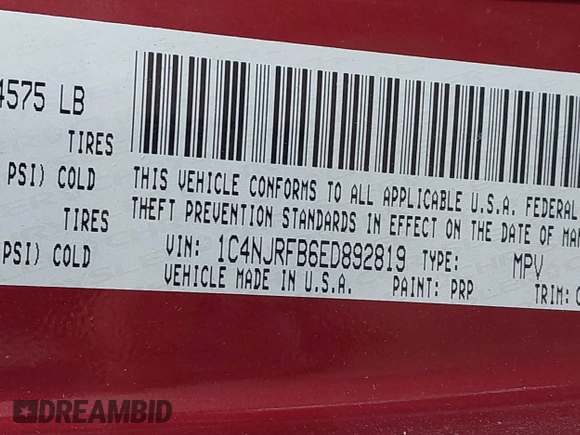 4575 LB
TIRES
PSI) COLD
TIRES
PSI) COLD
THIS VEHICLE CONFORMS TO ALL APPLICABLE U.S.A. FEDERAL
THEFT PREVENTION STANDARDS IN EFFECT ON THE DATE OF MAN
VIN: 1C4NJRFB6ED892819 TYPE: MPV
VEHICLE MADE IN U.S.A. PAINT: PRP TRIM:
DREAMBID